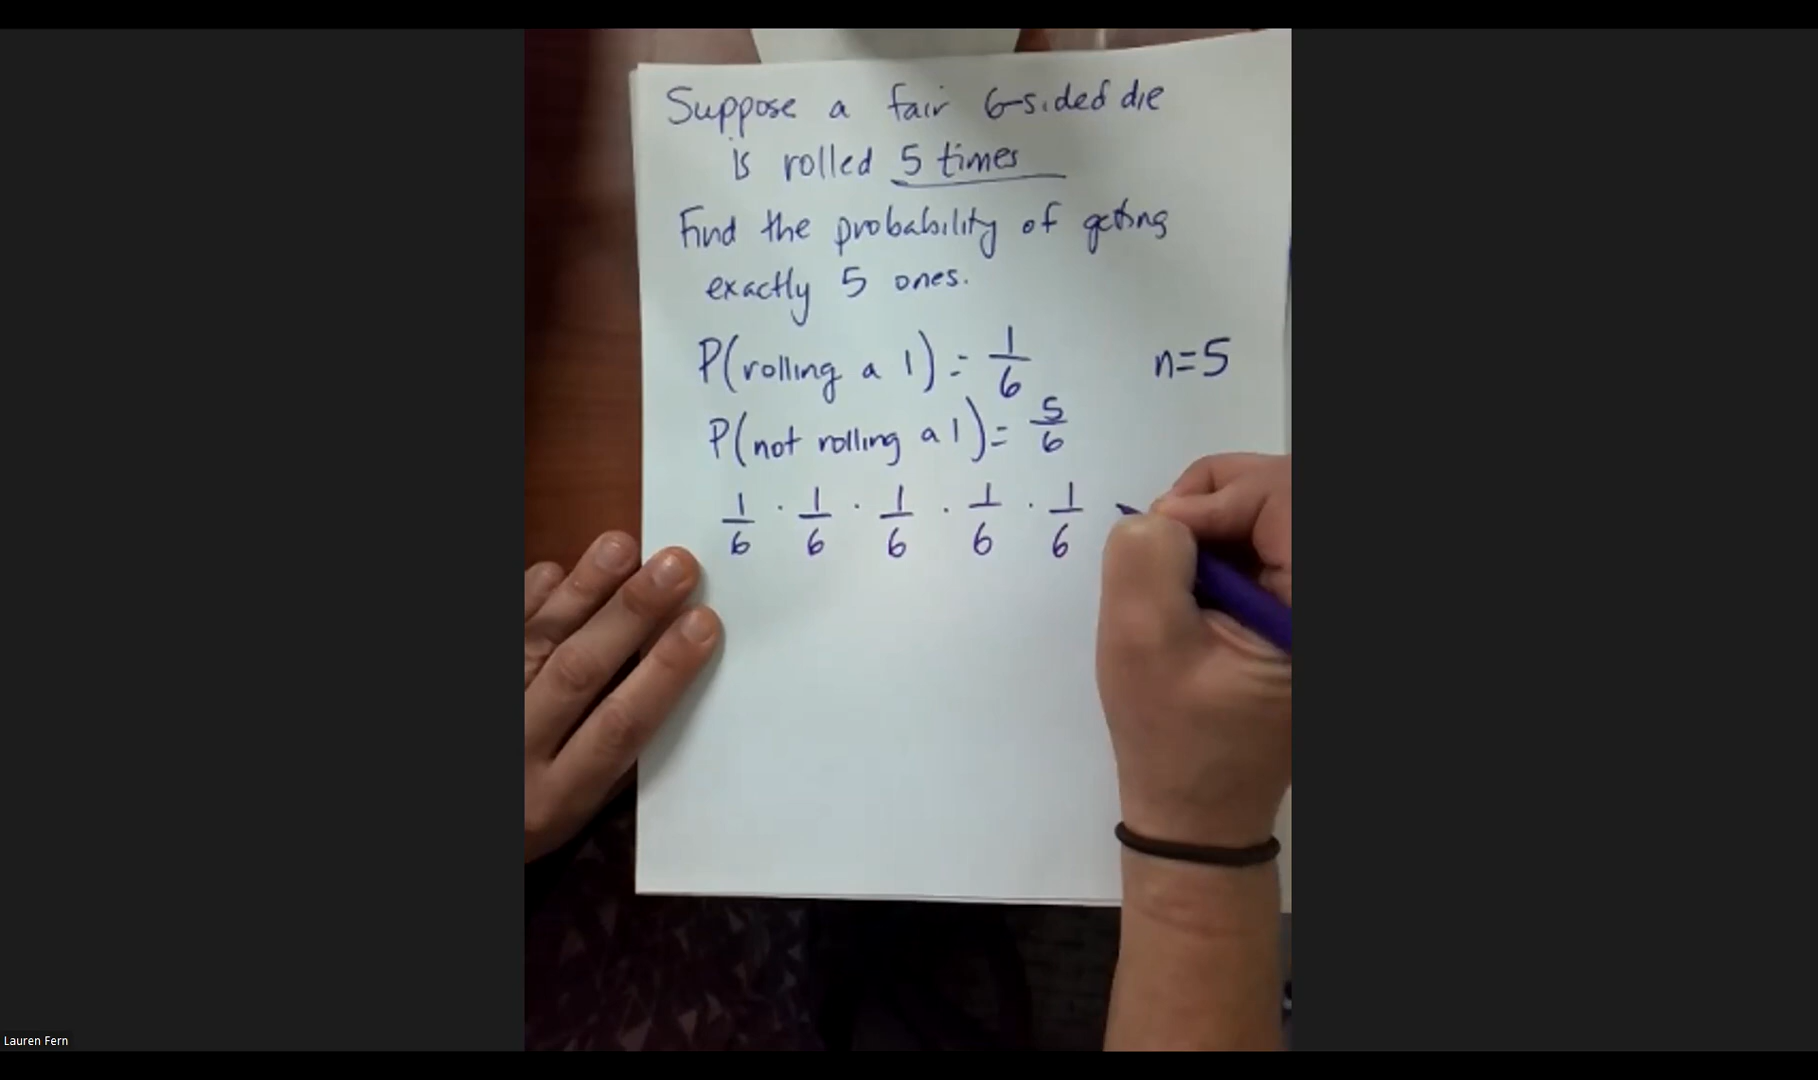 Suppose a fair 6-sided die
is rolled 5 times
Find the probability of getting
exactly 5 ones.
P(rolling a 1) = 1/6 n=5
P(not rolling a 1) = 5/6
1/6 · 1/6 · 1/6 · 1/6 · 1/6
Lauren Fern